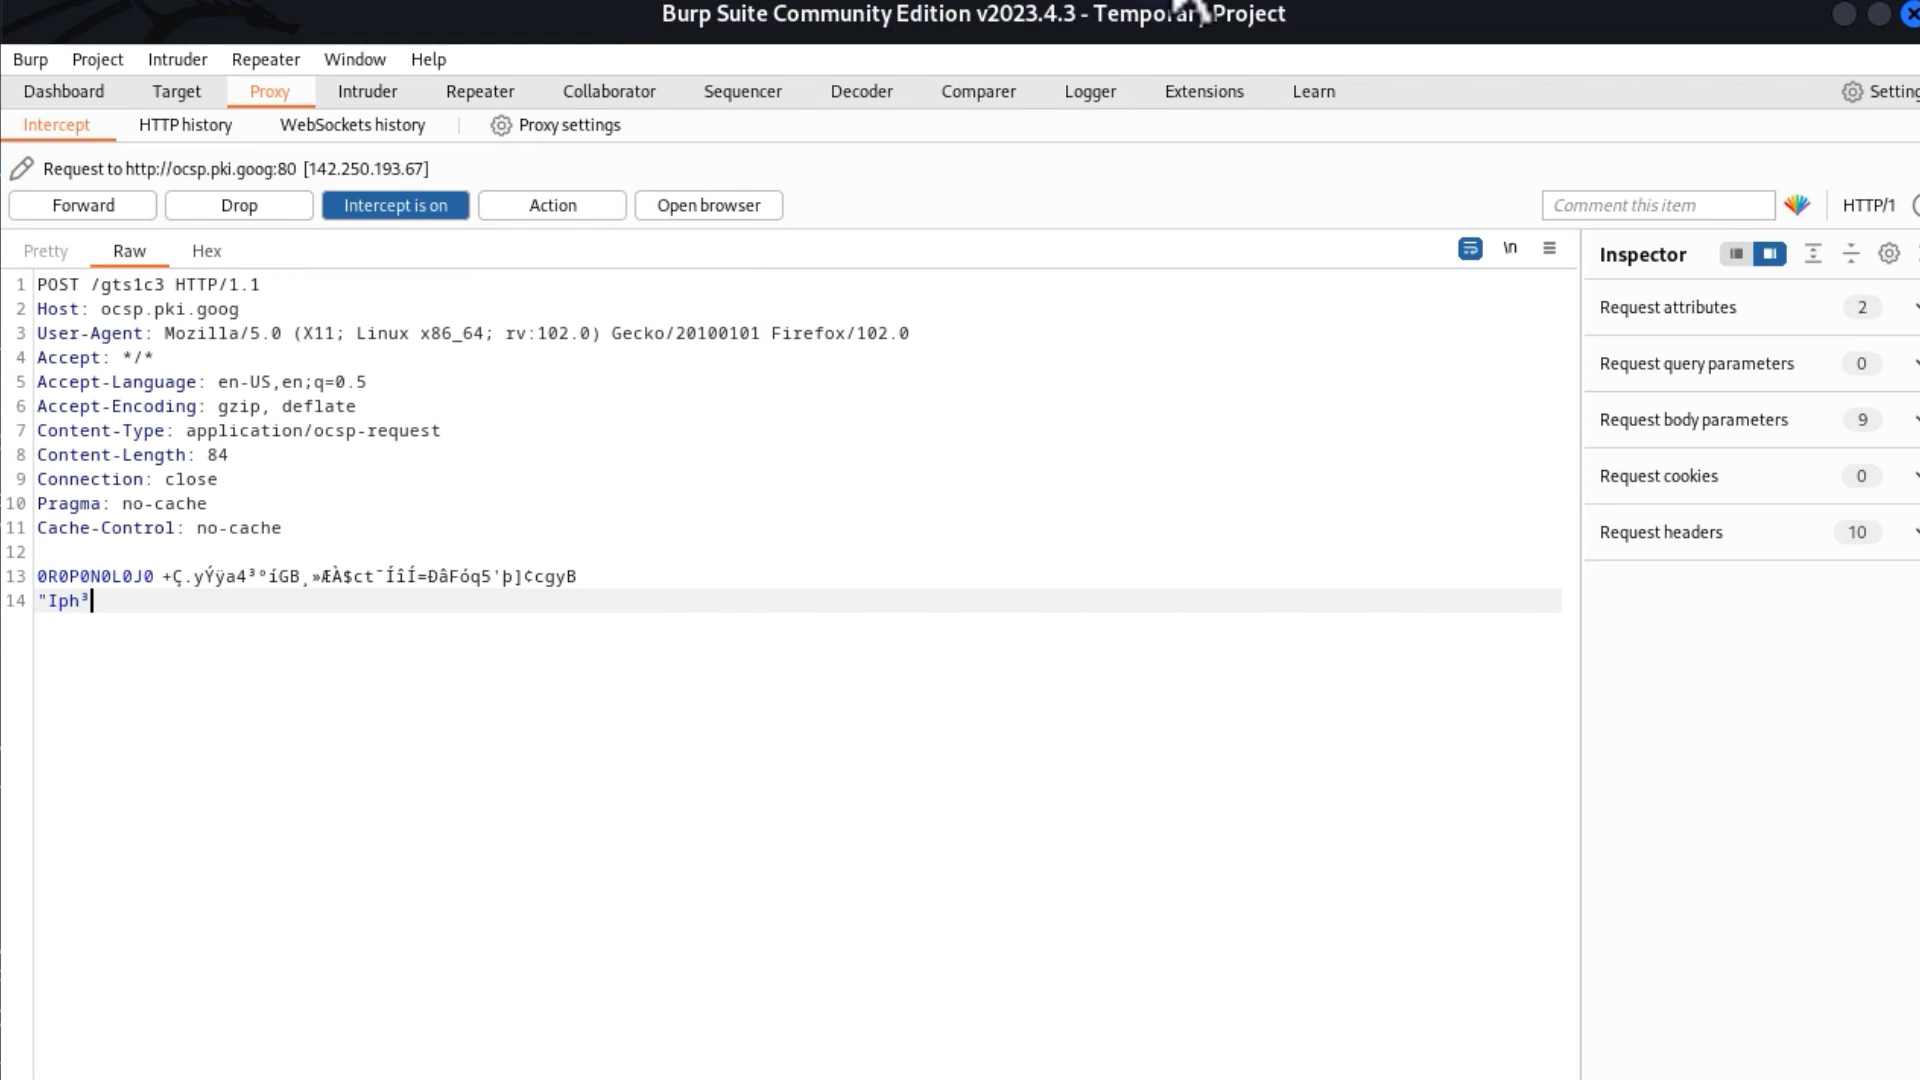 Burp Suite Community Edition v2023.4.3 - Temporary Project
Burp Project Intruder Repeater Window Help
Dashboard Target Proxy Intruder Repeater Collaborator Sequencer Decoder Comparer Logger Extensions Learn Setting
Intercept HTTP history WebSockets history Proxy settings
Request to http://ocsp.pki.goog:80 [142.250.193.67]
Forward Drop Intercept is on Action Open browser Comment this item HTTP/1
Pretty Raw Hex \n Inspector
1 POST /gts1c3 HTTP/1.1
2 Host: ocsp.pki.goog
3 User-Agent: Mozilla/5.0 (X11; Linux x86_64; rv:102.0) Gecko/20100101 Firefox/102.0
4 Accept: */*
5 Accept-Language: en-US,en;q=0.5
6 Accept-Encoding: gzip, deflate
7 Content-Type: application/ocsp-request
8 Content-Length: 84
9 Connection: close
10 Pragma: no-cache
11 Cache-Control: no-cache
12
13 0R0P0N0L0J0 +Ç.yÝÿa4³ºíGB¸»ÆÀ$ct¯ÍîÍ=ÐâFóq5'þ]¢cgyB
14 "Iph³
Request attributes 2
Request query parameters 0
Request body parameters 9
Request cookies 0
Request headers 10